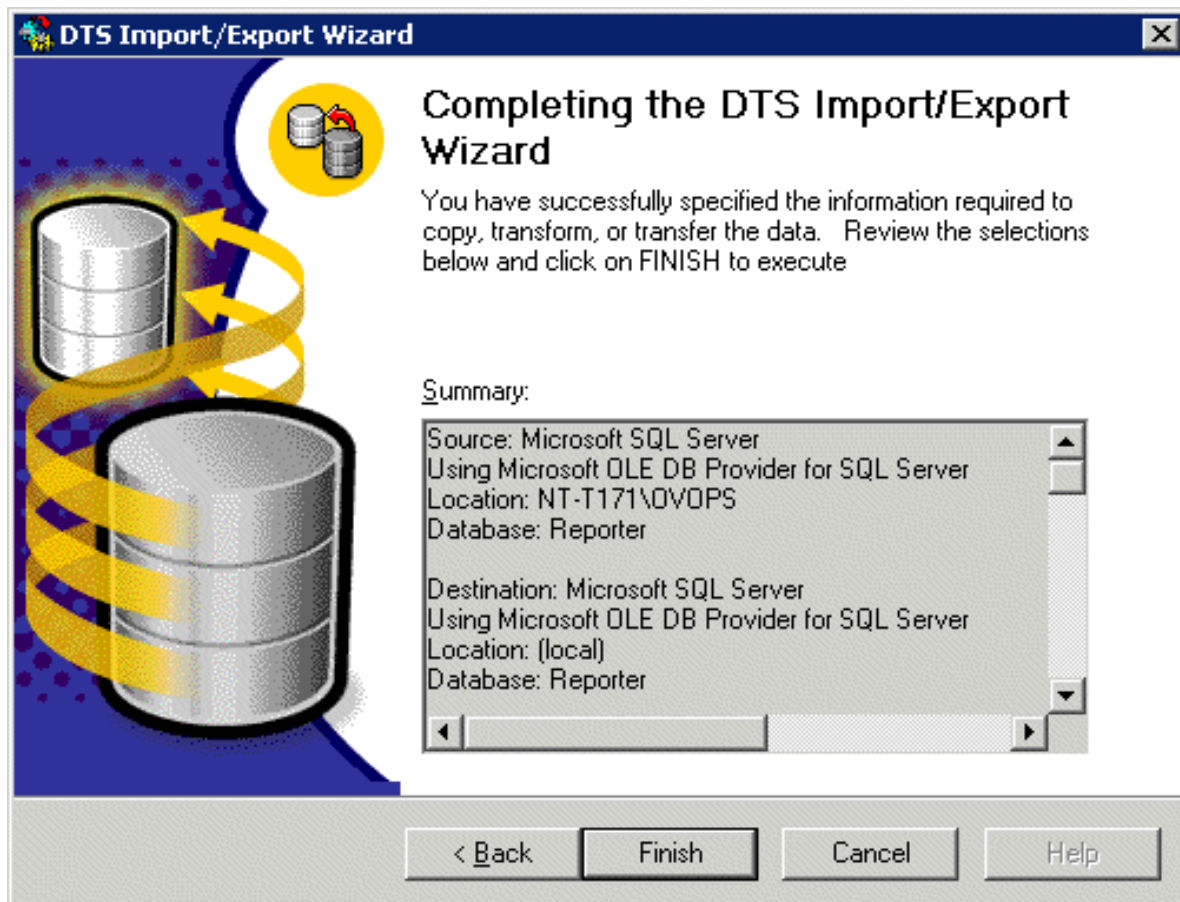 DTS Import/Export Wizard
Completing the DTS Import/Export
Wizard
You have successfully specified the information required to
copy, transform, or transfer the data.   Review the selections
below and click on FINISH to execute
Summary:
Source: Microsoft SQL Server
Using Microsoft OLE DB Provider for SQL Server
Location: NT-T171\OVOPS
Database: Reporter
Destination: Microsoft SQL Server
Using Microsoft OLE DB Provider for SQL Server
Location: (local)
Database: Reporter
< Back Finish Cancel Help